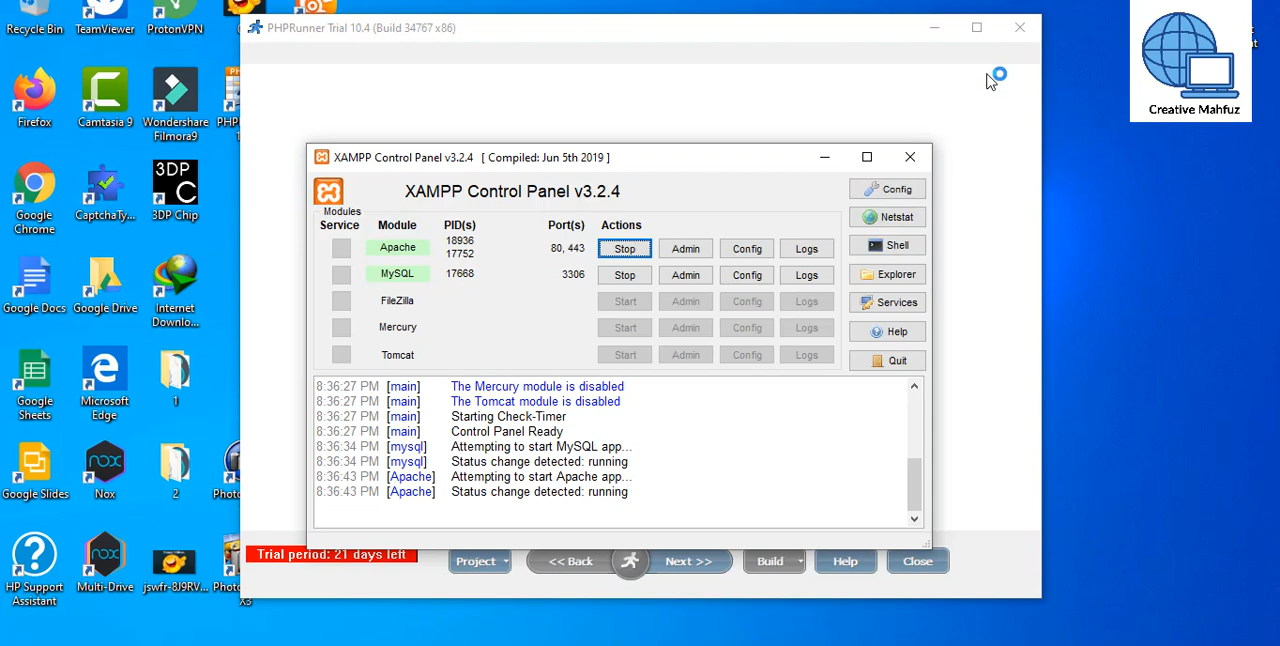 Recycle Bin
TeamViewer
ProtonVPN
PHPRunner Trial 10.4 (Build 34767 x86)
Creative Mahfuz
Firefox
Camtasia 9
Wondershare
Filmora9
3DP
C
Google
Chrome
CaptchaTy...
3DP Chip
Google Docs
Google Drive
Internet
Downlo...
Google
Sheets
Microsoft
Edge
1
Google Slides
nox
Nox
2
HP Support
Assistant
nox
Multi-Drive
jswfr-8J9RV...
X3
XAMPP Control Panel v3.2.4 [ Compiled: Jun 5th 2019 ]
XAMPP Control Panel v3.2.4
Config
Modules
Service Module PID(s) Port(s) Actions
Netstat
Apache 18936 17752 80, 443 Stop Admin Config Logs
Shell
MySQL 17668 3306 Stop Admin Config Logs
Explorer
FileZilla Start Admin Config Logs
Services
Mercury Start Admin Config Logs
Help
Tomcat Start Admin Config Logs
Quit
8:36:27 PM [main] The Mercury module is disabled
8:36:27 PM [main] The Tomcat module is disabled
8:36:27 PM [main] Starting Check-Timer
8:36:27 PM [main] Control Panel Ready
8:36:34 PM [mysql] Attempting to start MySQL app...
8:36:34 PM [mysql] Status change detected: running
8:36:43 PM [Apache] Attempting to start Apache app...
8:36:43 PM [Apache] Status change detected: running
Trial period: 21 days left
Project << Back Next >> Build Help Close